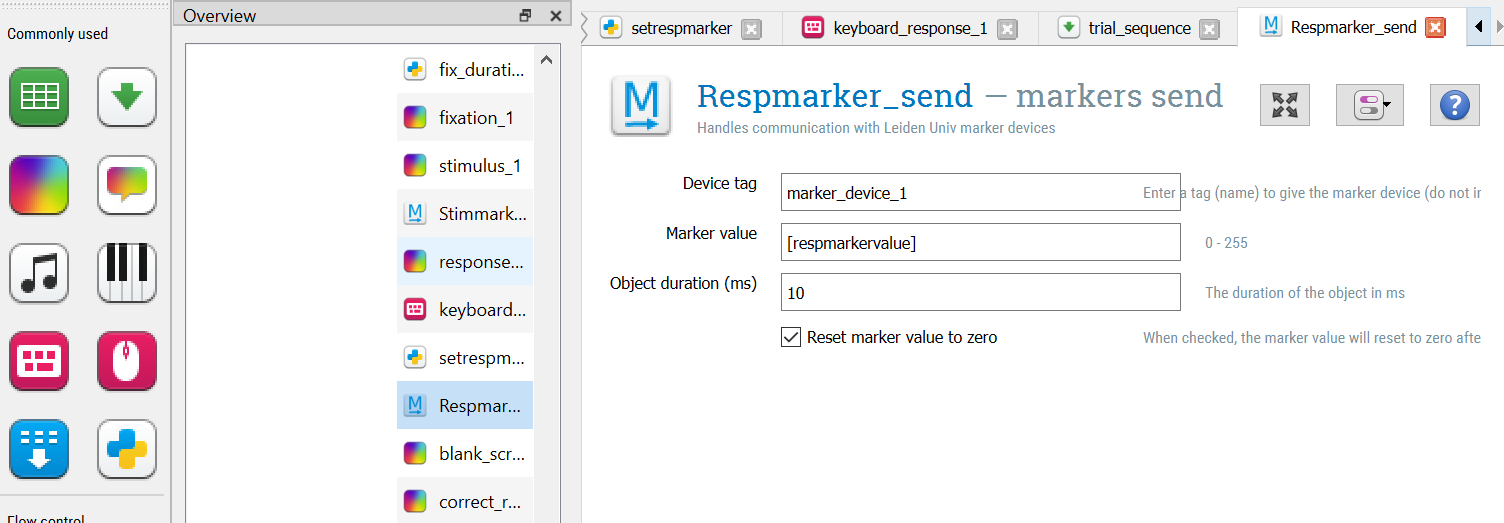 Commonly used
Flow control
Overview
fix_durati...
fixation_1
stimulus_1
Stimmark...
response...
keyboard...
setrespm...
Respmar...
blank_scr...
correct_r...
setrespmarker
keyboard_response_1
trial_sequence
Respmarker_send
Respmarker_send — markers send
Handles communication with Leiden Univ marker devices
Device tag
marker_device_1
Enter a tag (name) to give the marker device (do not ir
Marker value
[respmarkervalue]
0 - 255
Object duration (ms)
10
The duration of the object in ms
Reset marker value to zero
When checked, the marker value will reset to zero afte